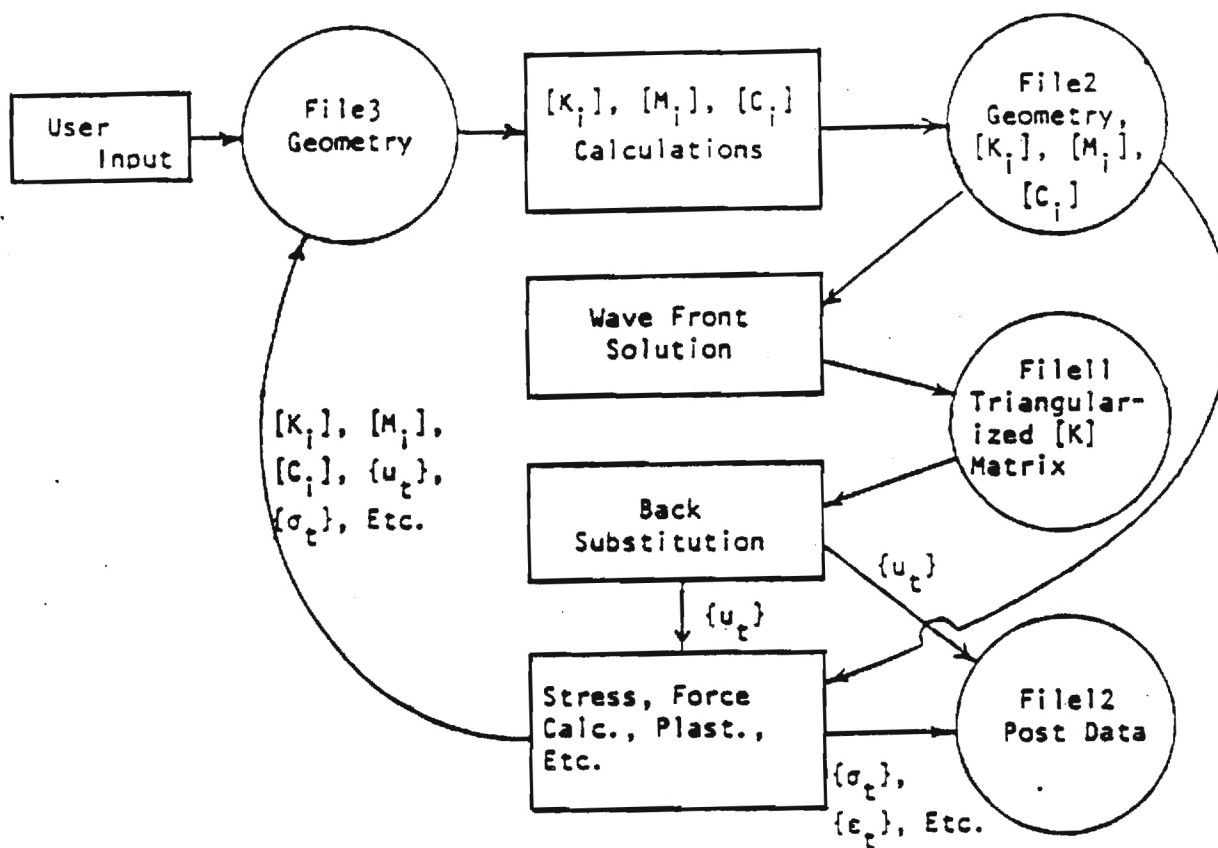 User
Input
File3
Geometry
[K_i], [M_i], [C_i]
Calculations
File2
Geometry,
[K_i], [M_i],
[C_i]
Wave Front
Solution
File11
Triangular-
ized [K]
Matrix
[K_i], [M_i],
[C_i], {u_t},
{σ_t}, Etc.
Back
Substitution
{u_t}
{u_t}
Stress, Force
Calc., Plast.,
Etc.
File12
Post Data
{σ_t},
{ε_t}, Etc.